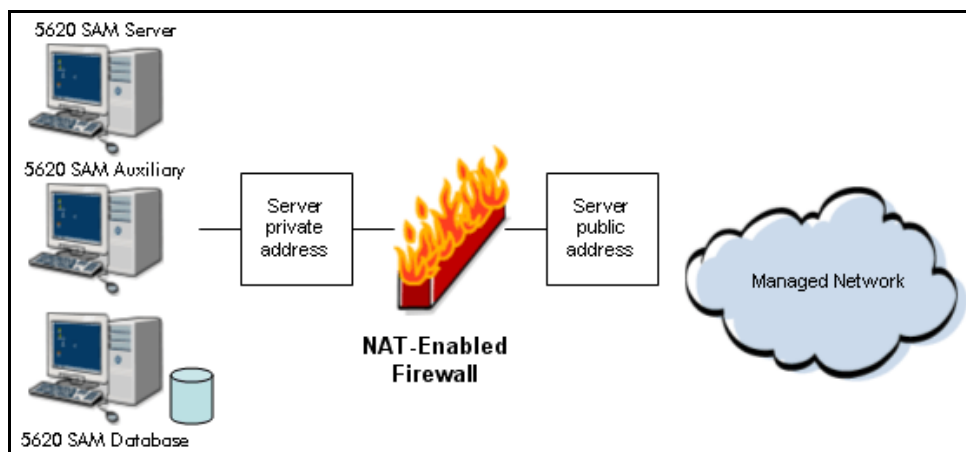 5620 SAM Server
5620 SAM Auxiliary
5620 SAM Database
Server
private
address
NAT-Enabled
Firewall
Server
public
address
Managed Network